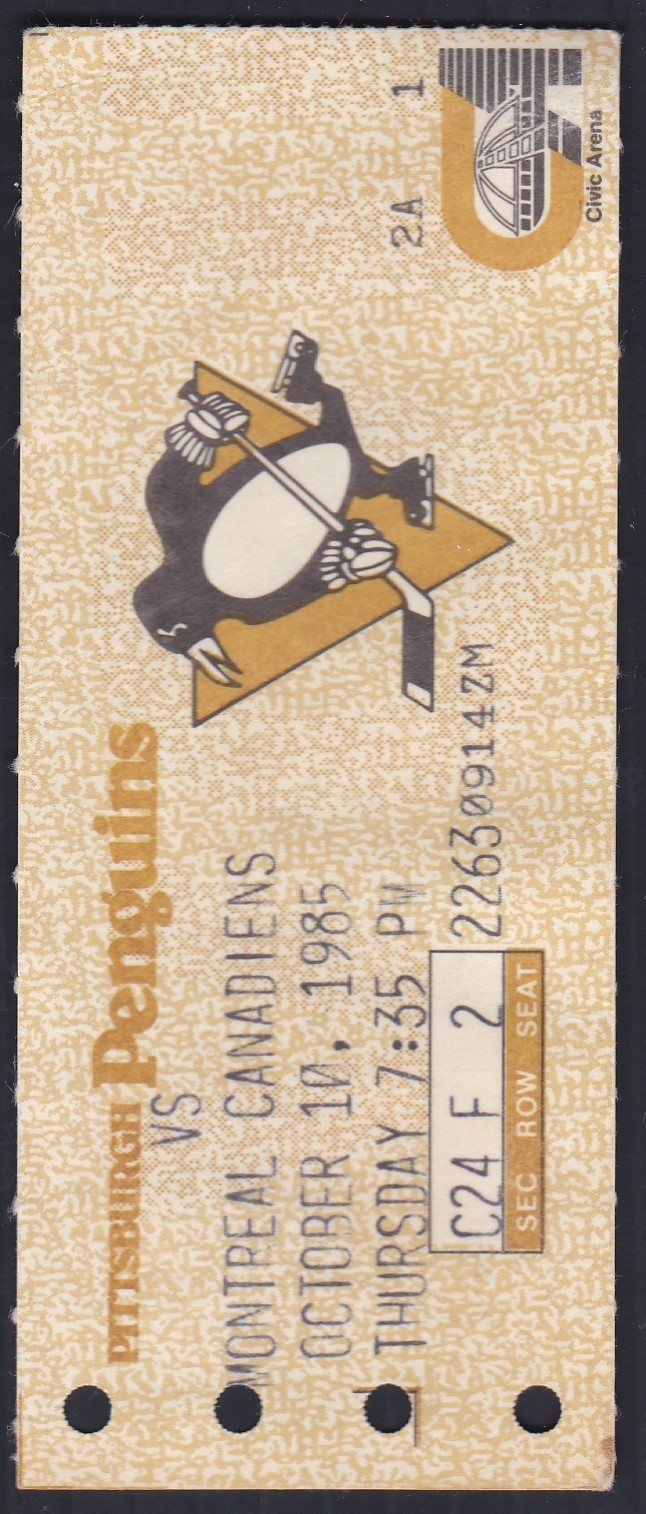 PITTSBURGH Penguins
VS
MONTREAL CANADIENS
OCTOBER 10, 1985
THURSDAY 7:35 PM
C24 F 2
SEC ROW SEAT
22630914ZM
2A 1
Civic Arena